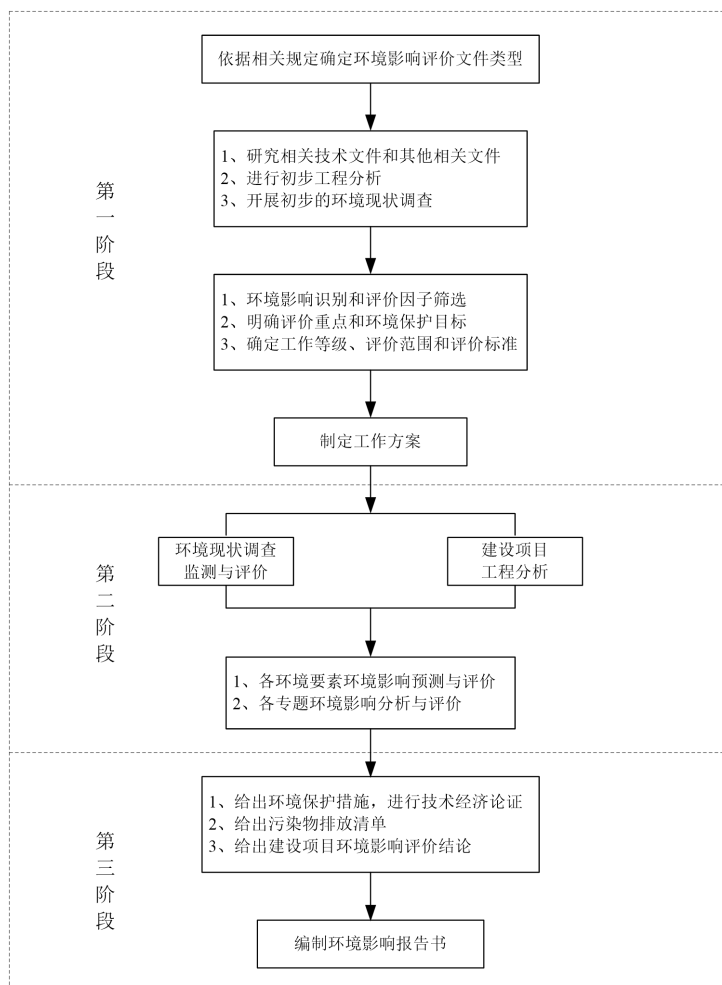 依据相关规定确定环境影响评价文件类型
第一阶段
1、研究相关技术文件和其他相关文件
2、进行初步工程分析
3、开展初步的环境现状调查
1、环境影响识别和评价因子筛选
2、明确评价重点和环境保护目标
3、确定工作等级、评价范围和评价标准
制定工作方案
第二阶段
环境现状调查
监测与评价
建设项目
工程分析
1、各环境要素环境影响预测与评价
2、各专题环境影响分析与评价
第三阶段
1、给出环境保护措施，进行技术经济论证
2、给出污染物排放清单
3、给出建设项目环境影响评价结论
编制环境影响报告书